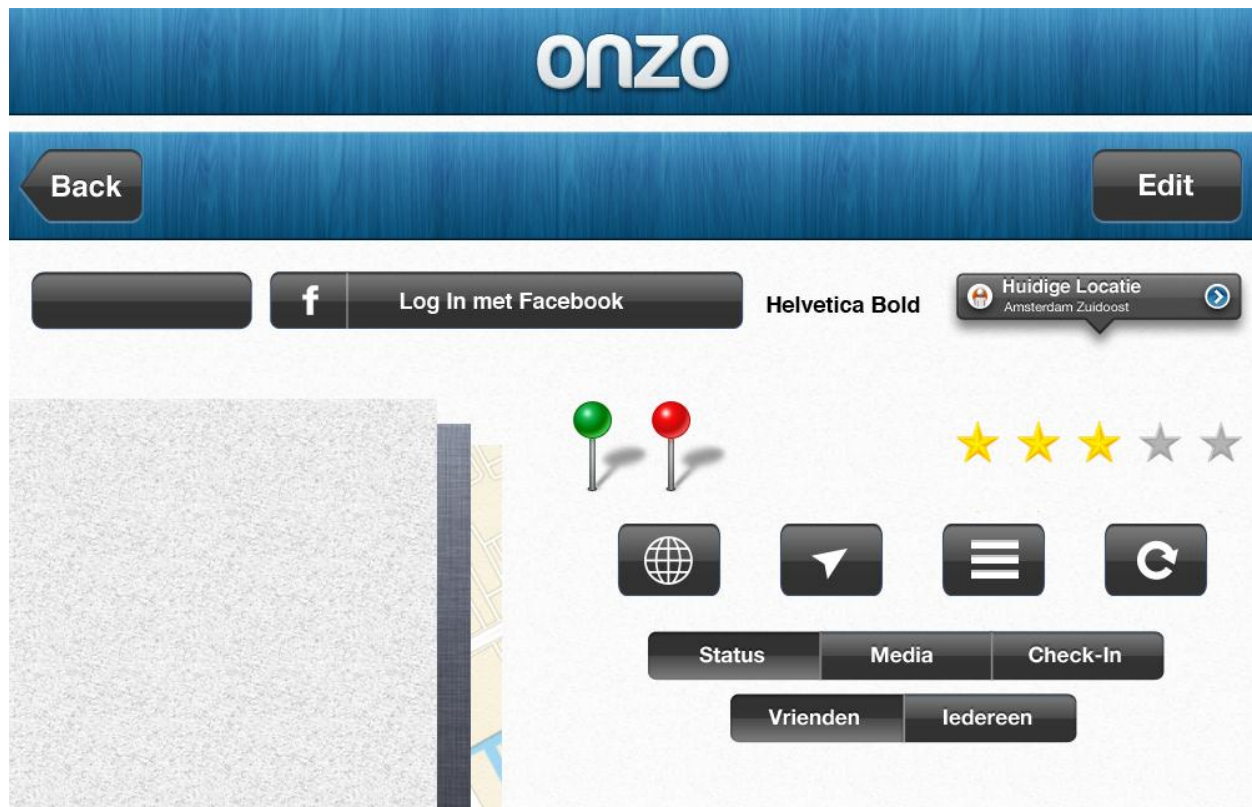 onzo
Back
Edit
f
Log In met Facebook
Helvetica Bold
Huidige Locatie
Amsterdam Zuidoost
Status
Media
Check-In
Vrienden
Iedereen